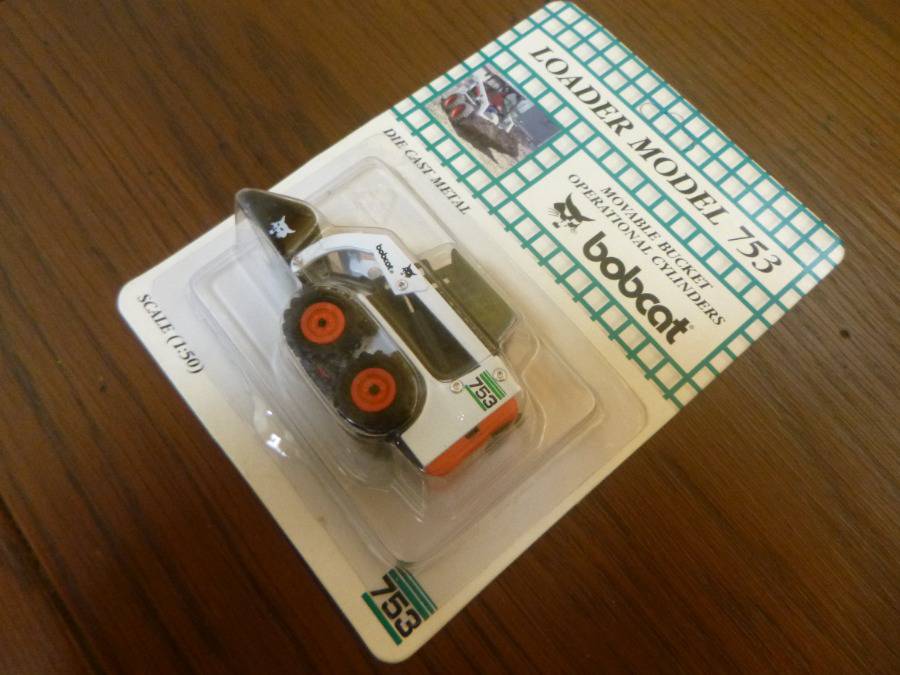 LOADER MODEL 753
MOVABLE BUCKET
OPERATIONAL CYLINDERS
bobcat®
DIE CAST METAL
SCALE (1:50)
bobcat
753
753